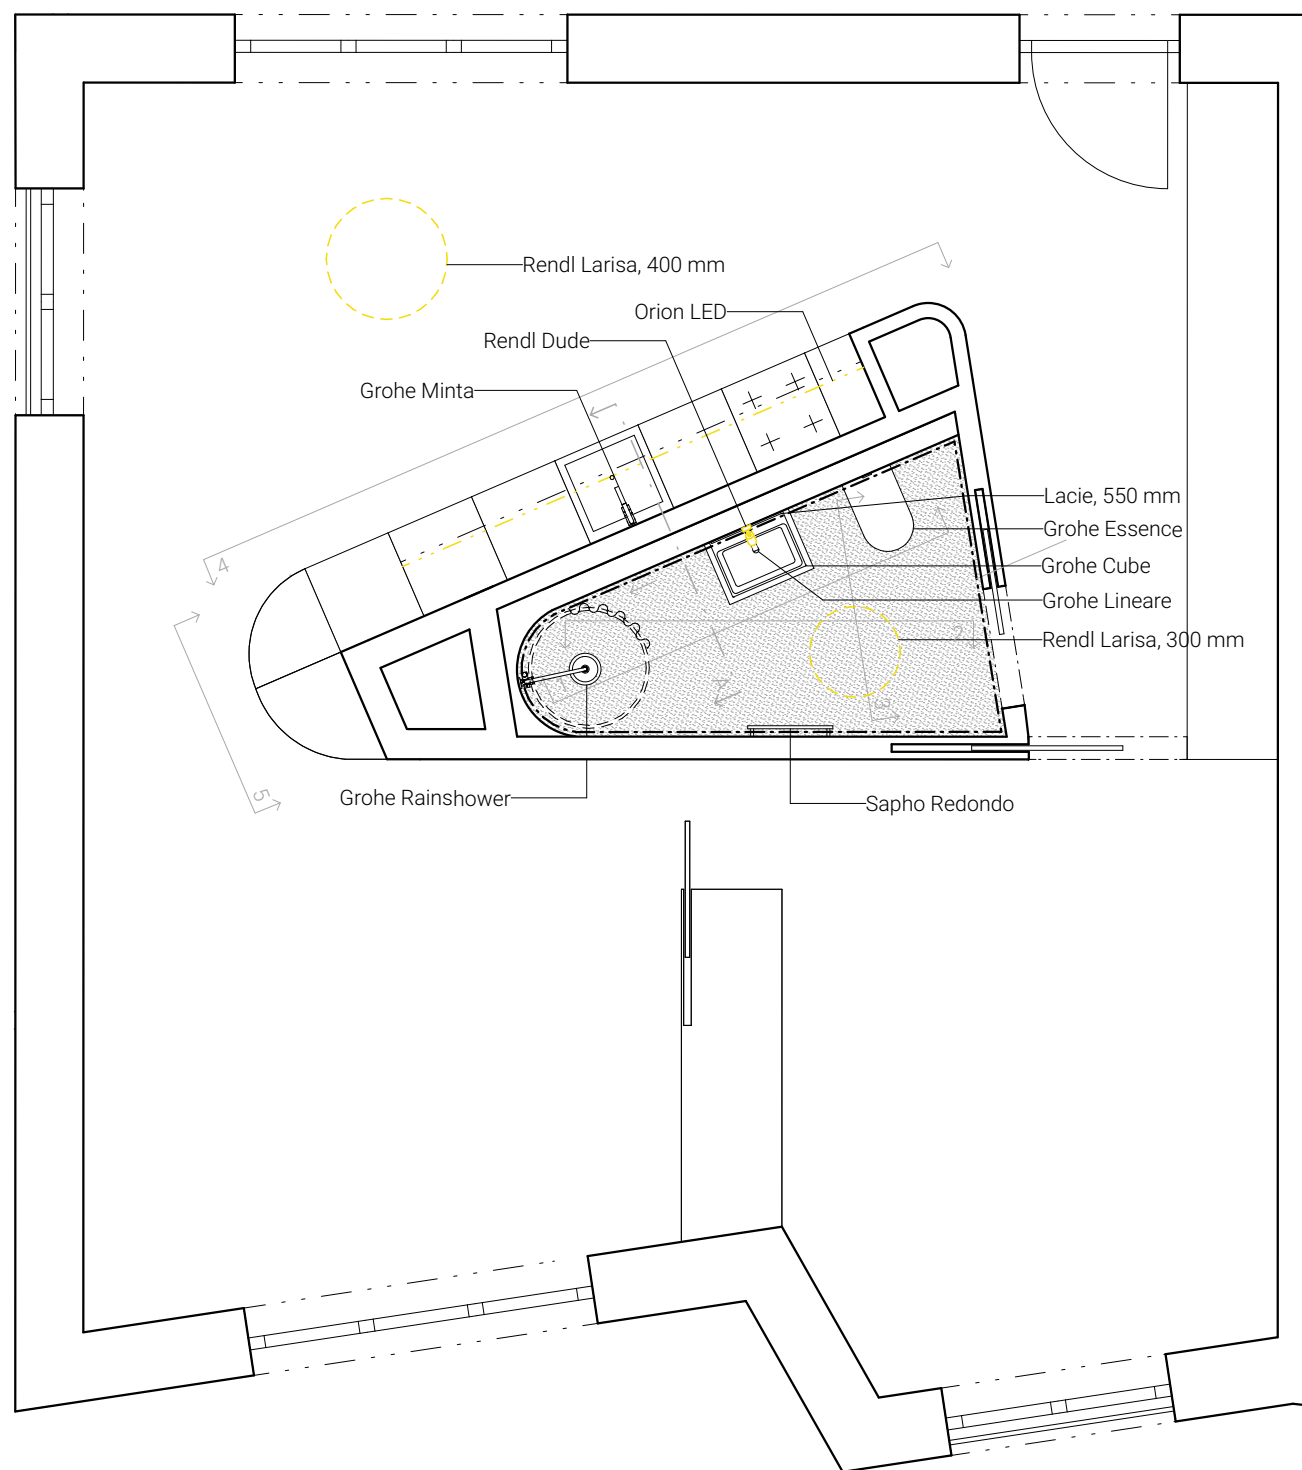 Rendl Larisa, 400 mm
Orion LED
Rendl Dude
Grohe Minta
Lacie, 550 mm
Grohe Essence
4
Grohe Cube
Grohe Lineare
Rendl Larisa, 300 mm
2
3
5
Grohe Rainshower
Sapho Redondo